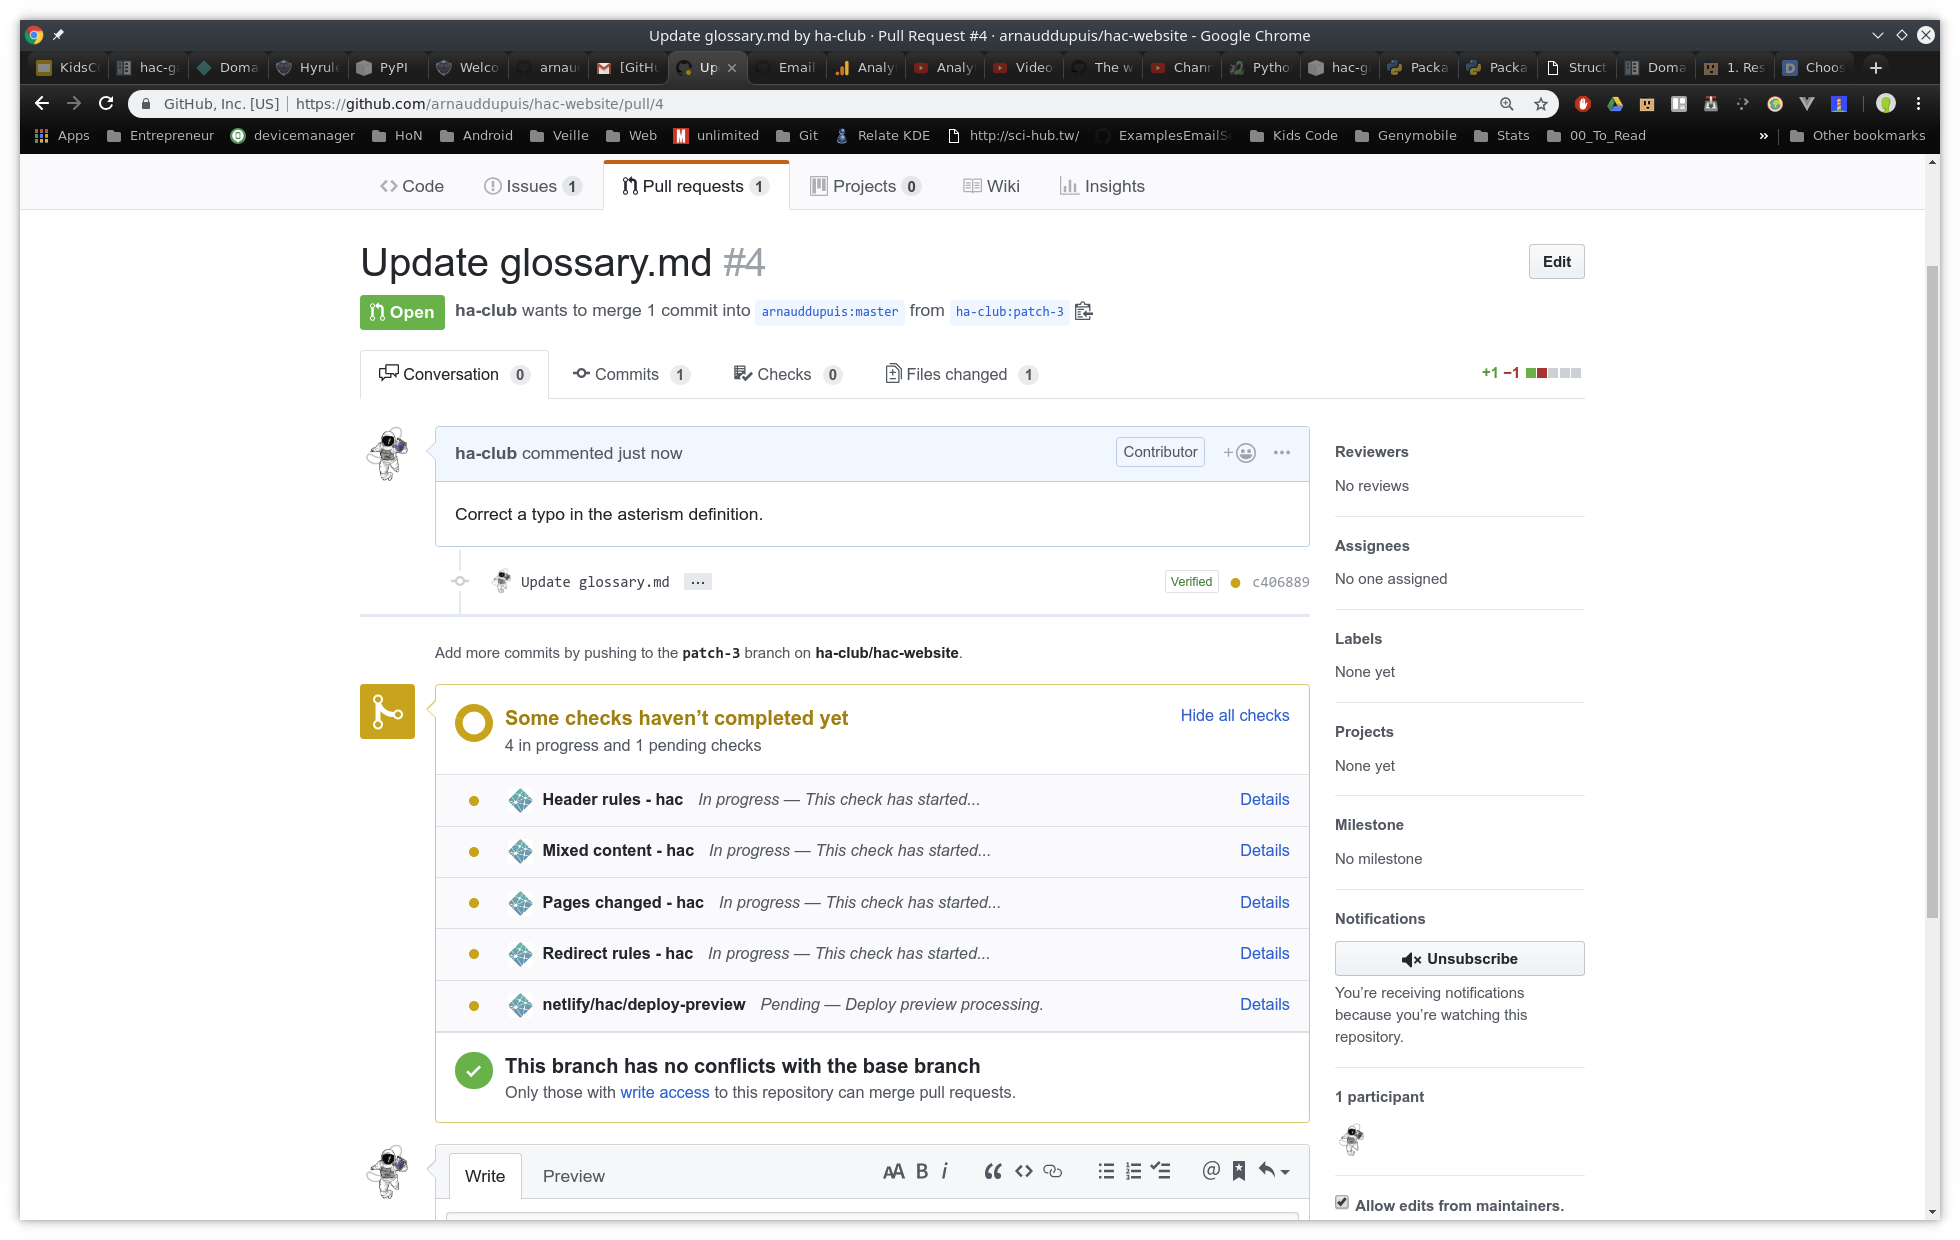 Update glossary.md by ha-club · Pull Request #4 · arnauddupuis/hac-website - Google Chrome
KidsC hac-g Doma Hyrule PyPI Welco arnau [GitHu Up Email Analy Analy Video The w Chann Pytho hac-g Packa Packa Struct Doma 1. Res Choos
GitHub, Inc. [US] https://github.com/arnauddupuis/hac-website/pull/4
Apps Entrepreneur devicemanager HoN Android Veille Web unlimited Git Relate KDE http://sci-hub.tw/ ExamplesEmailS Kids Code Genymobile Stats 00_To_Read » Other bookmarks
Code Issues 1 Pull requests 1 Projects 0 Wiki Insights
Update glossary.md #4
Edit
Open ha-club wants to merge 1 commit into arnauddupuis:master from ha-club:patch-3
Conversation 0 Commits 1 Checks 0 Files changed 1 +1 −1
ha-club commented just now Contributor
Correct a typo in the asterism definition.
Update glossary.md ... Verified c406889
Add more commits by pushing to the patch-3 branch on ha-club/hac-website.
Some checks haven’t completed yet
Hide all checks
4 in progress and 1 pending checks
Header rules - hac In progress — This check has started... Details
Mixed content - hac In progress — This check has started... Details
Pages changed - hac In progress — This check has started... Details
Redirect rules - hac In progress — This check has started... Details
netlify/hac/deploy-preview Pending — Deploy preview processing. Details
This branch has no conflicts with the base branch
Only those with write access to this repository can merge pull requests.
Write Preview
Reviewers
No reviews
Assignees
No one assigned
Labels
None yet
Projects
None yet
Milestone
No milestone
Notifications
Unsubscribe
You’re receiving notifications
because you’re watching this
repository.
1 participant
Allow edits from maintainers.